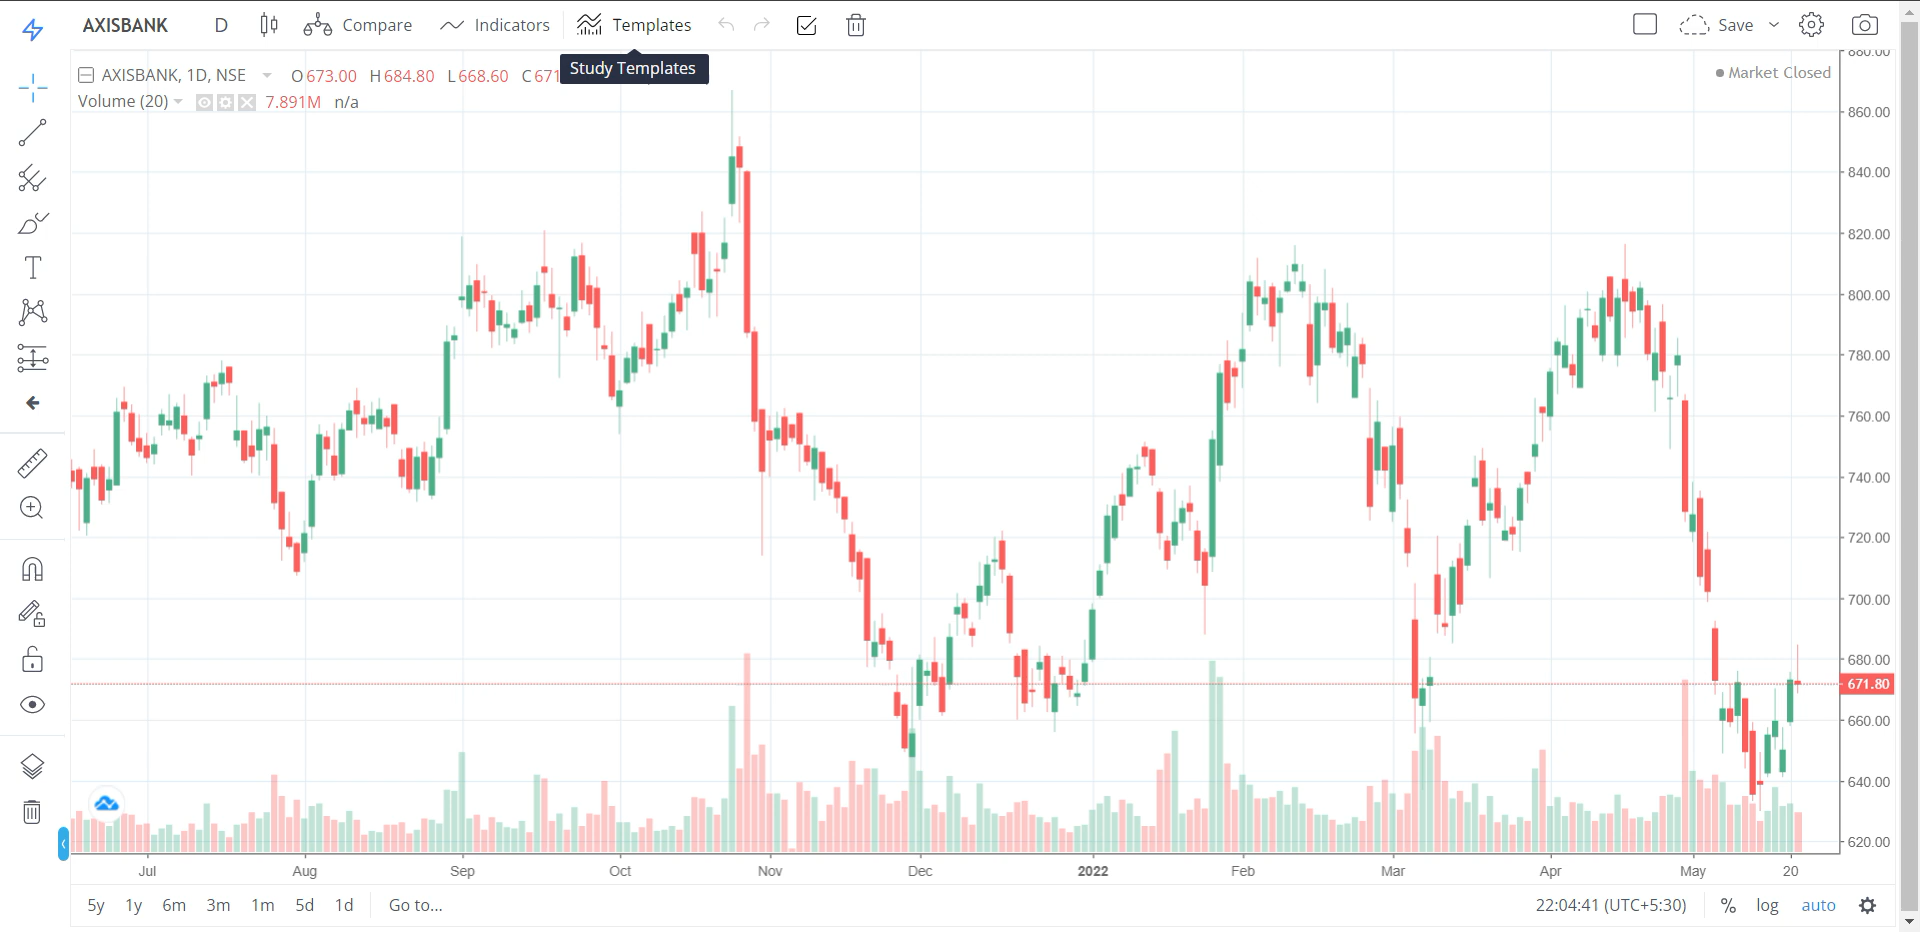 AXISBANK D Compare Indicators Templates Save
Study Templates
AXISBANK, 1D, NSE O673.00 H684.80 L668.60 C671
Market Closed
Volume (20) 7.891M n/a
860.00
840.00
820.00
800.00
780.00
760.00
740.00
720.00
700.00
680.00
671.80
660.00
640.00
620.00
Jul Aug Sep Oct Nov Dec 2022 Feb Mar Apr May 20
5y 1y 6m 3m 1m 5d 1d Go to... 22:04:41 (UTC+5:30) % log auto